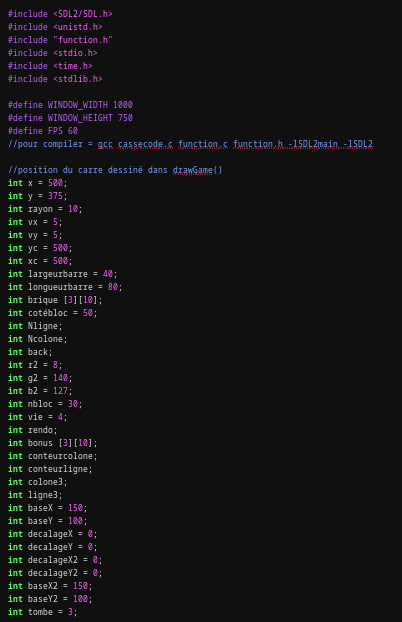 #include <SDL2/SDL.h>
#include <unistd.h>
#include "function.h"
#include <stdio.h>
#include <time.h>
#include <stdlib.h>
#define WINDOW_WIDTH 1000
#define WINDOW_HEIGHT 750
#define FPS 60
//pour compiler = gcc cassecode.c function.c function.h -lSDL2main -lSDL2
//position du carre dessiné dans drawGame()
int x = 500;
int y = 375;
int rayon = 10;
int vx = 5;
int vy = 5;
int yc = 500;
int xc = 500;
int largeurbarre = 40;
int longueurbarre = 80;
int brique [3][10];
int cotébloc = 50;
int Nligne;
int Ncolone;
int back;
int r2 = 8;
int g2 = 140;
int b2 = 127;
int nbloc = 30;
int vie = 4;
int rendo;
int bonus [3][10];
int conteurcolone;
int conteurligne;
int colone3;
int ligne3;
int baseX = 150;
int baseY = 100;
int decalageX = 0;
int decalageY = 0;
int decalageX2 = 0;
int decalageY2 = 0;
int baseX2 = 150;
int baseY2 = 100;
int tombe = 3;